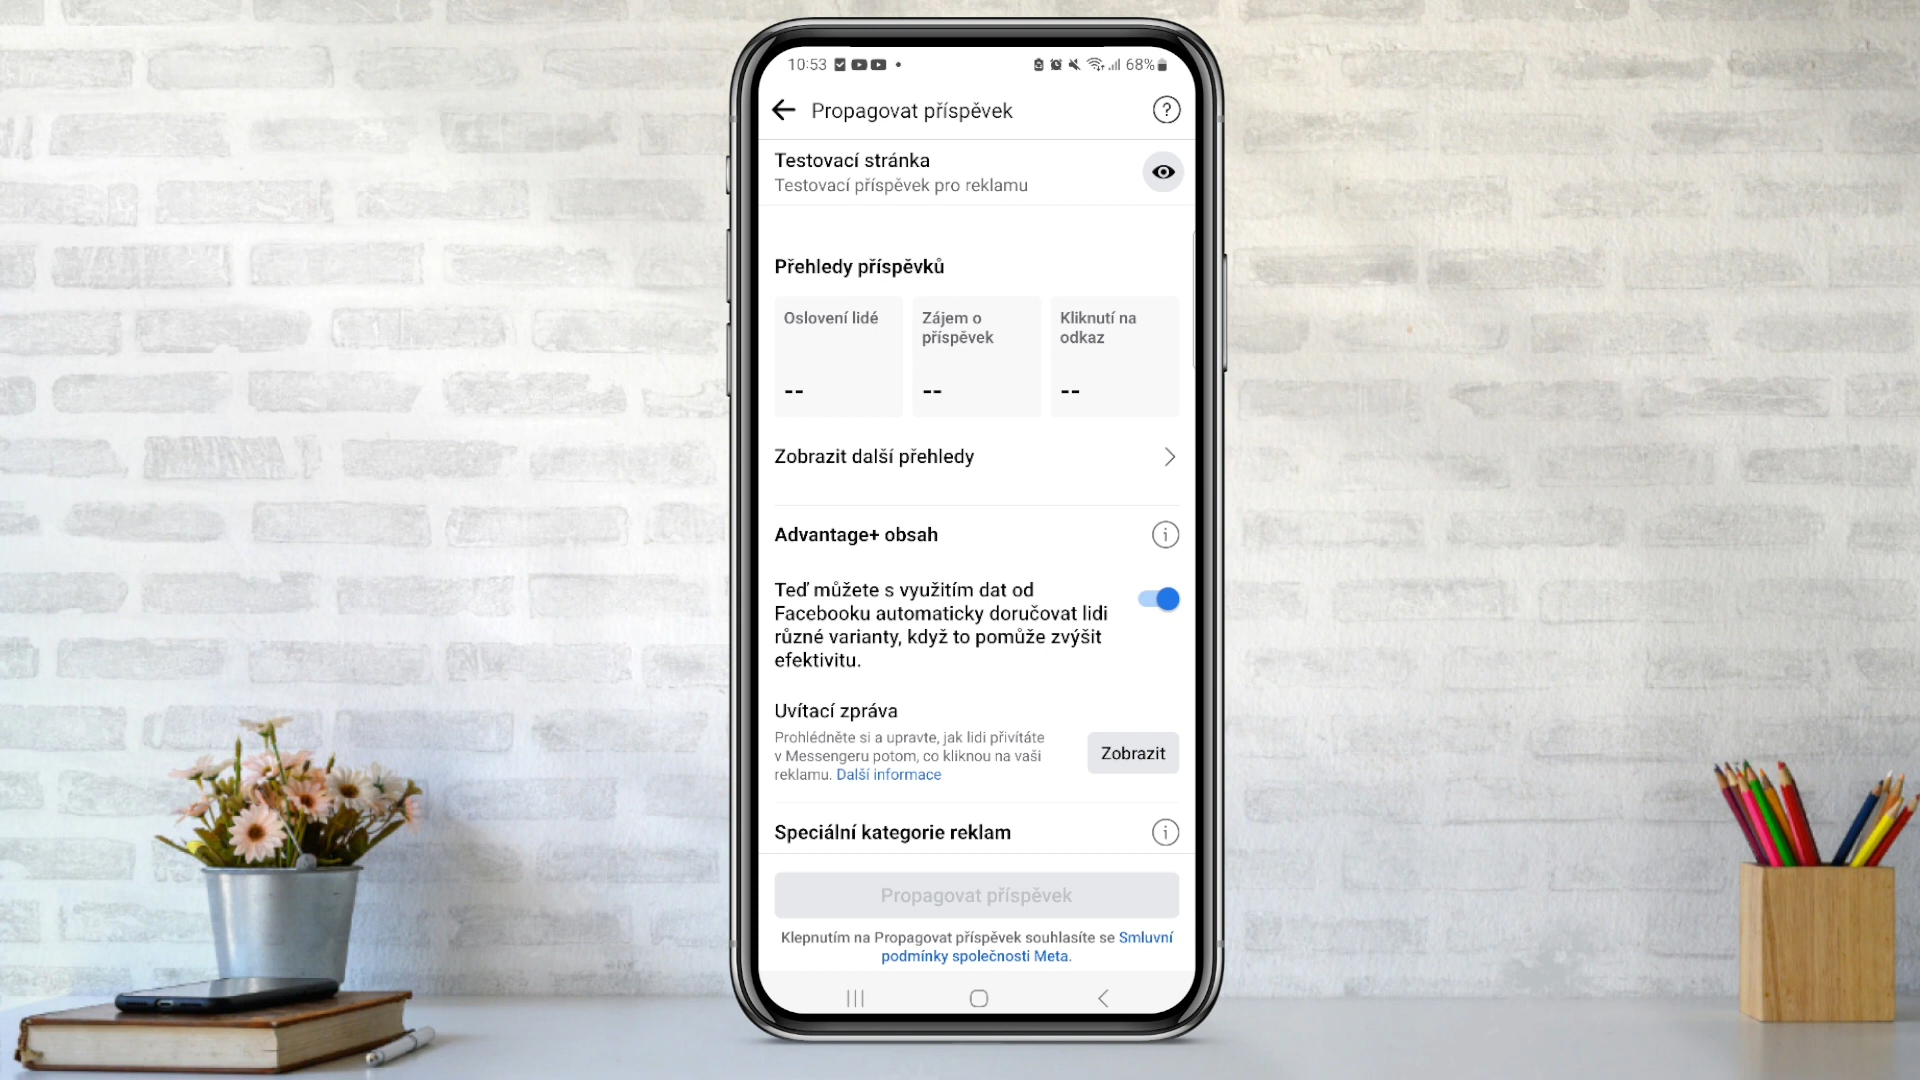 10:53
68%
Propagovat příspěvek
Testovací stránka
Testovací příspěvek pro reklamu
Přehledy příspěvků
Oslovení lidé
--
Zájem o
příspěvek
--
Kliknutí na
odkaz
--
Zobrazit další přehledy
Advantage+ obsah
Teď můžete s využitím dat od
Facebooku automaticky doručovat lidi
různé varianty, když to pomůže zvýšit
efektivitu.
Uvítací zpráva
Prohlédněte si a upravte, jak lidi přivítáte
v Messengeru potom, co kliknou na vaši
reklamu. Další informace
Zobrazit
Speciální kategorie reklam
Propagovat příspěvek
Klepnutím na Propagovat příspěvek souhlasíte se Smluvní
podmínky společnosti Meta.